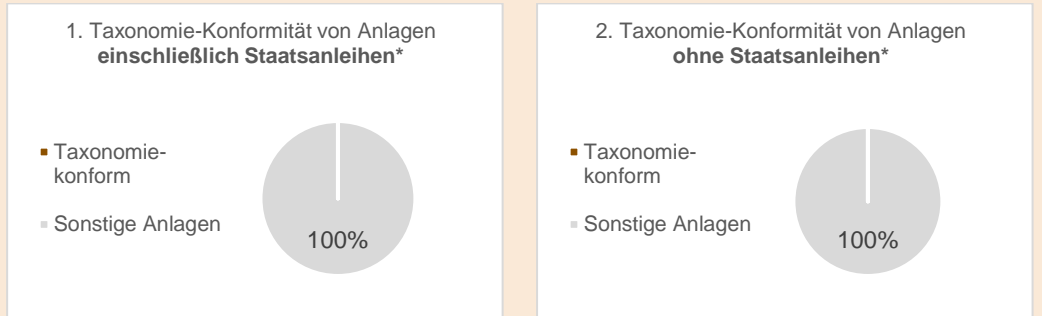 1. Taxonomie-Konformität von Anlagen
einschließlich Staatsanleihen*
Taxonomie-
konform
Sonstige Anlagen
100%
2. Taxonomie-Konformität von Anlagen
ohne Staatsanleihen*
Taxonomie-
konform
Sonstige Anlagen
100%